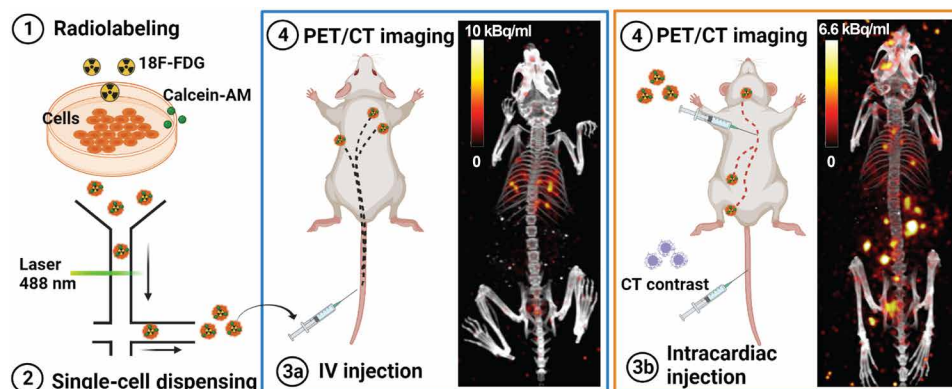 1 Radiolabeling
18F-FDG
Calcein-AM
Cells
Laser
488 nm
2 Single-cell dispensing
4 PET/CT imaging
10 kBq/ml
0
3a IV injection
4 PET/CT imaging
6.6 kBq/ml
0
CT contrast
3b Intracardiac
injection